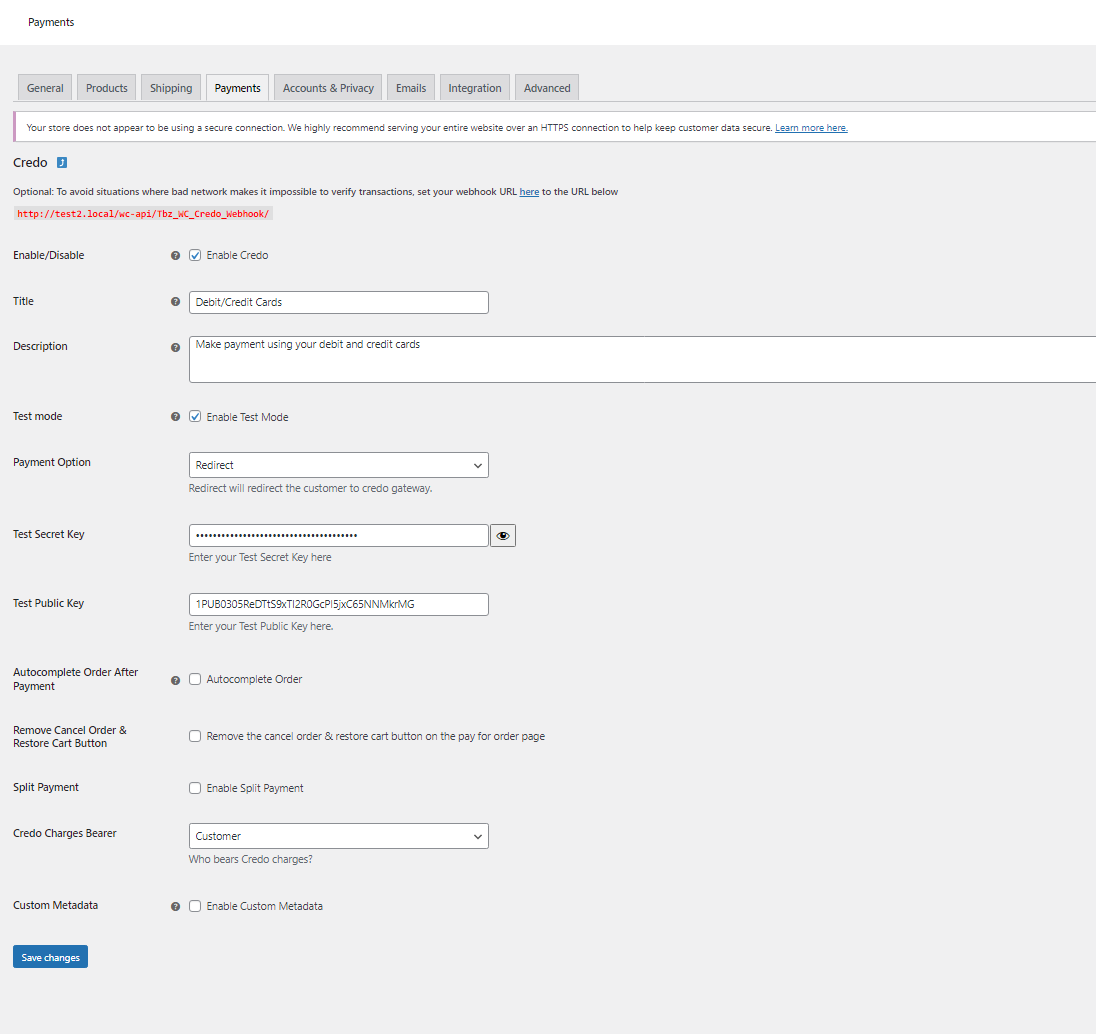 Payments
General Products Shipping Payments Accounts & Privacy Emails Integration Advanced
Your store does not appear to be using a secure connection. We highly recommend serving your entire website over an HTTPS connection to help keep customer data secure. Learn more here.
Credo
Optional: To avoid situations where bad network makes it impossible to verify transactions, set your webhook URL here to the URL below
http://test2.local/wc-api/Tbz_WC_Credo_Webhook/
Enable/Disable Enable Credo
Title Debit/Credit Cards
Description Make payment using your debit and credit cards
Test mode Enable Test Mode
Payment Option Redirect
Redirect will redirect the customer to credo gateway.
Test Secret Key
Enter your Test Secret Key here
Test Public Key
Enter your Test Public Key here.
Autocomplete Order After
Payment
Autocomplete Order
Remove Cancel Order &
Restore Cart Button
Remove the cancel order & restore cart button on the pay for order page
Split Payment Enable Split Payment
Credo Charges Bearer Customer
Who bears Credo charges?
Custom Metadata Enable Custom Metadata
Save changes